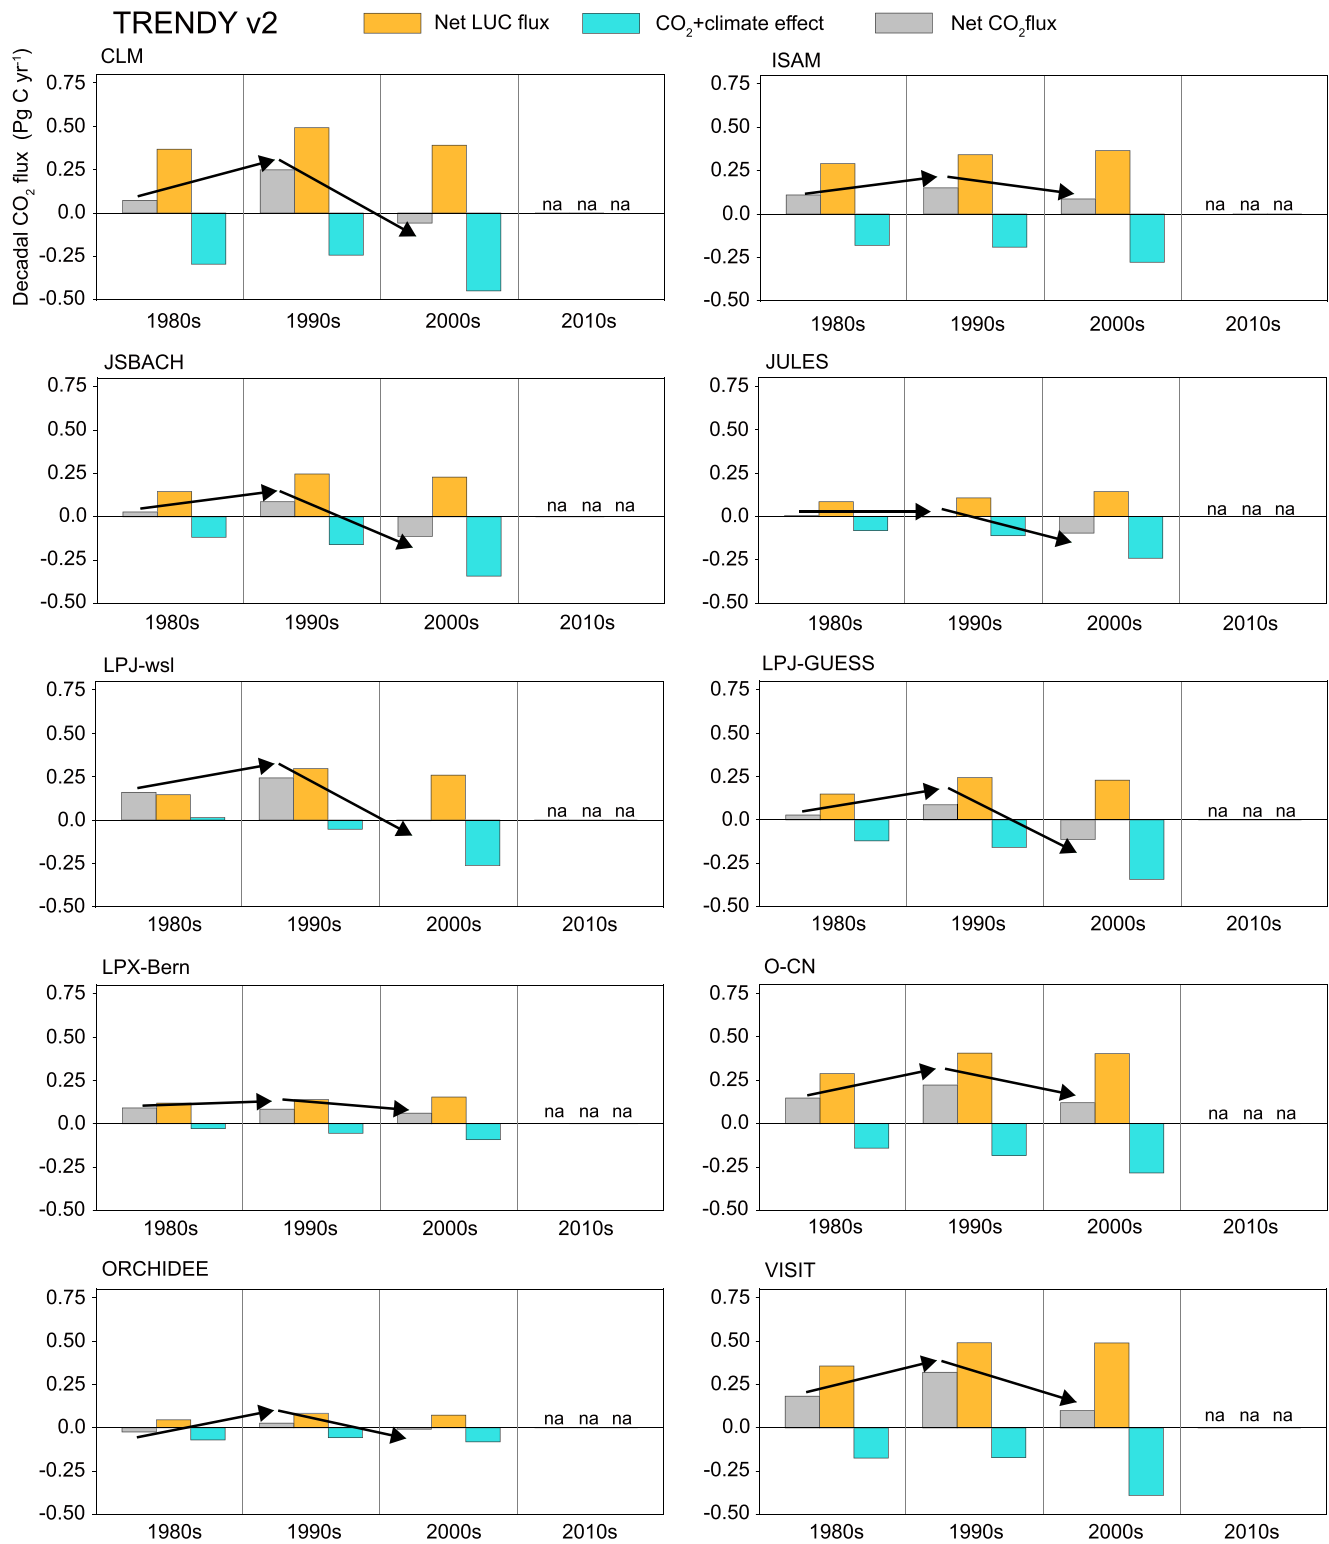 TRENDY v2
Net LUC flux
CO2+climate effect
Net CO2flux
Decadal CO2 flux (Pg C yr-1)
CLM
0.75
0.50
0.25
0.0
-0.25
-0.50
na na na
1980s 1990s 2000s 2010s
ISAM
0.75
0.50
0.25
0.0
-0.25
-0.50
na na na
1980s 1990s 2000s 2010s
JSBACH
0.75
0.50
0.25
0.0
-0.25
-0.50
na na na
1980s 1990s 2000s 2010s
JULES
0.75
0.50
0.25
0.0
-0.25
-0.50
na na na
1980s 1990s 2000s 2010s
LPJ-wsl
0.75
0.50
0.25
0.0
-0.25
-0.50
na na na
1980s 1990s 2000s 2010s
LPJ-GUESS
0.75
0.50
0.25
0.0
-0.25
-0.50
na na na
1980s 1990s 2000s 2010s
LPX-Bern
0.75
0.50
0.25
0.0
-0.25
-0.50
na na na
1980s 1990s 2000s 2010s
O-CN
0.75
0.50
0.25
0.0
-0.25
-0.50
na na na
1980s 1990s 2000s 2010s
ORCHIDEE
0.75
0.50
0.25
0.0
-0.25
-0.50
na na na
1980s 1990s 2000s 2010s
VISIT
0.75
0.50
0.25
0.0
-0.25
-0.50
na na na
1980s 1990s 2000s 2010s